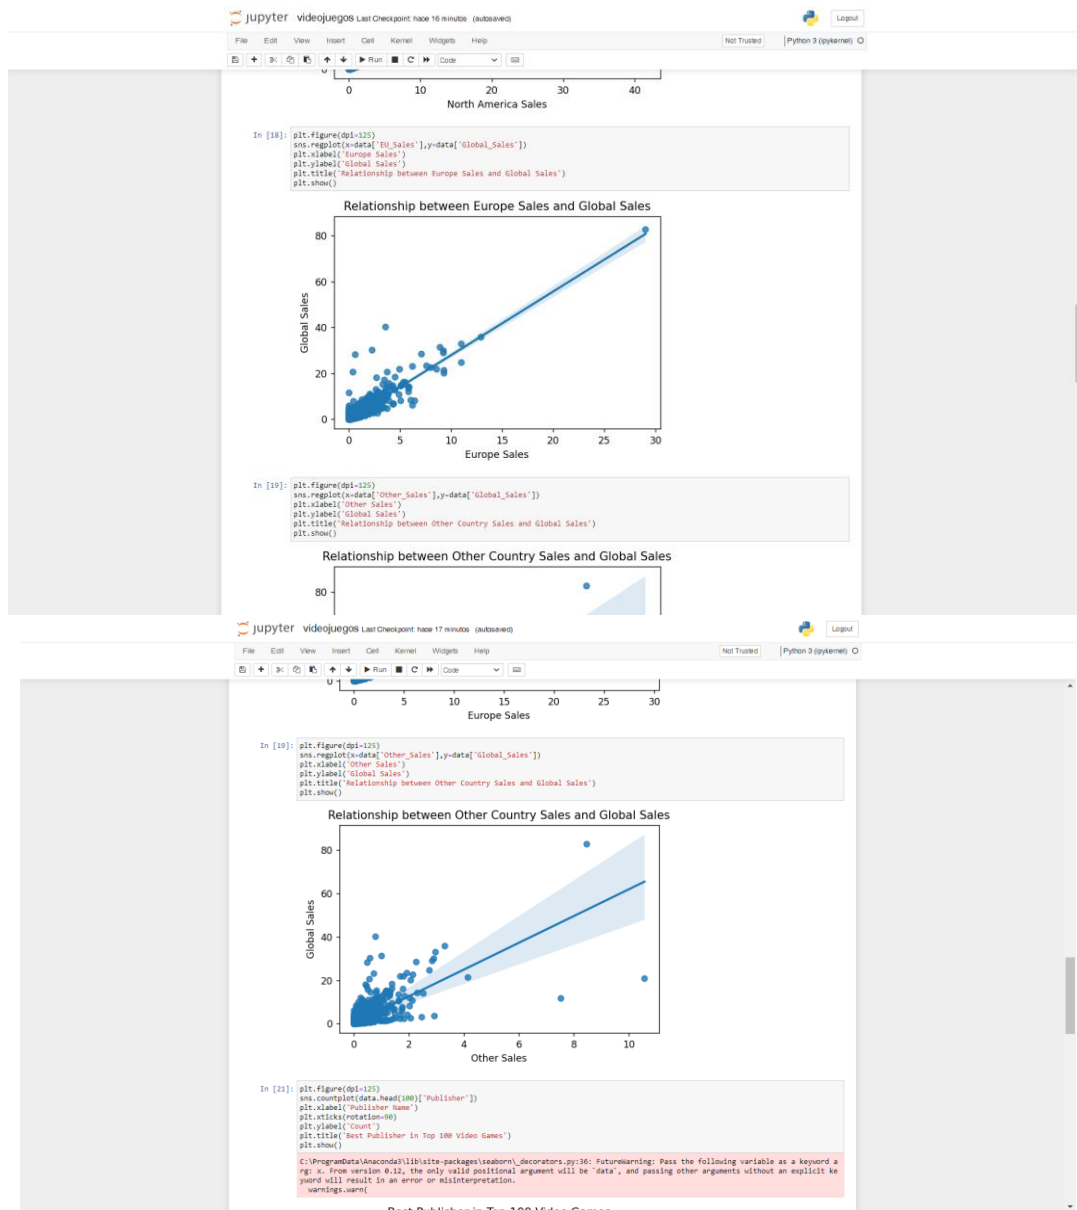 jupyter videojuegos Last Checkpoint: hace 16 minutos (autosaved)
Logout
File Edit View Insert Cell Kernel Widgets Help
Not Trusted Python 3 (ipykernel)
Run Code
0
0 10 20 30 40
North America Sales
In [18]: plt.figure(dpi=125)
sns.regplot(x=data['EU_Sales'],y=data['Global_Sales'])
plt.xlabel('Europe Sales')
plt.ylabel('Global Sales')
plt.title('Relationship between Europe Sales and Global Sales')
plt.show()
Relationship between Europe Sales and Global Sales
80
60
40
20
0
Global Sales
0 5 10 15 20 25 30
Europe Sales
In [19]: plt.figure(dpi=125)
sns.regplot(x=data['Other_Sales'],y=data['Global_Sales'])
plt.xlabel('Other Sales')
plt.ylabel('Global Sales')
plt.title('Relationship between Other Country Sales and Global Sales')
plt.show()
Relationship between Other Country Sales and Global Sales
80
jupyter videojuegos Last Checkpoint: hace 17 minutos (autosaved)
Logout
File Edit View Insert Cell Kernel Widgets Help
Not Trusted Python 3 (ipykernel)
Run Code
0
0 5 10 15 20 25 30
Europe Sales
In [19]: plt.figure(dpi=125)
sns.regplot(x=data['Other_Sales'],y=data['Global_Sales'])
plt.xlabel('Other Sales')
plt.ylabel('Global Sales')
plt.title('Relationship between Other Country Sales and Global Sales')
plt.show()
Relationship between Other Country Sales and Global Sales
80
60
40
20
0
Global Sales
0 2 4 6 8 10
Other Sales
In [21]: plt.figure(dpi=125)
sns.countplot(data.head(100)['Publisher'])
plt.xlabel('Publisher Name')
plt.xticks(rotation=90)
plt.ylabel('Count')
plt.title('Best Publisher in Top 100 Video Games')
plt.show()
C:\ProgramData\Anaconda3\lib\site-packages\seaborn\_decorators.py:36: FutureWarning: Pass the following variable as a keyword a
rg: x. From version 0.12, the only valid positional argument will be `data`, and passing other arguments without an explicit ke
yword will result in an error or misinterpretation.
warnings.warn(
Best Publisher in Top 100 Video Games